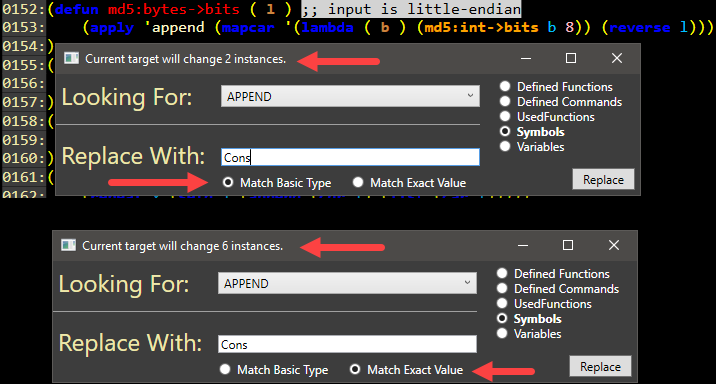 0152:(defun md5:bytes->bits ( l ) ;; input is little-endian
0153: (apply 'append (mapcar '(lambda ( b ) (md5:int->bits b 8)) (reverse l)))
0154:)
Current target will change 2 instances.
0155:(
Looking For:
APPEND
Defined Functions
Defined Commands
UsedFunctions
Symbols
Variables
0156:
0157:)
0158:(
0159:
Replace With:
Cons
0160:)
0161:(
Match Basic Type
Match Exact Value
Replace
0162:
Current target will change 6 instances.
Looking For:
APPEND
Defined Functions
Defined Commands
UsedFunctions
Symbols
Variables
Replace With:
Cons
Match Basic Type
Match Exact Value
Replace